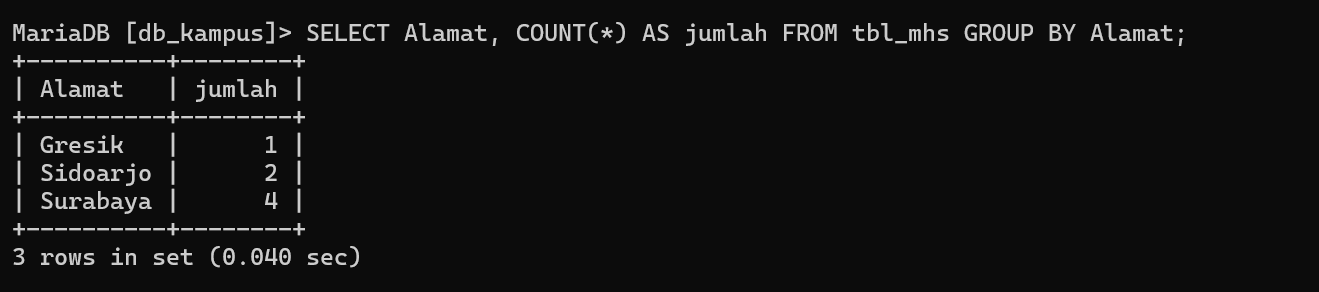 MariaDB [db_kampus]> SELECT Alamat, COUNT(*) AS jumlah FROM tbl_mhs GROUP BY Alamat;
+----------+--------+
| Alamat   | jumlah |
+----------+--------+
| Gresik   |      1 |
| Sidoarjo |      2 |
| Surabaya |      4 |
+----------+--------+
3 rows in set (0.040 sec)